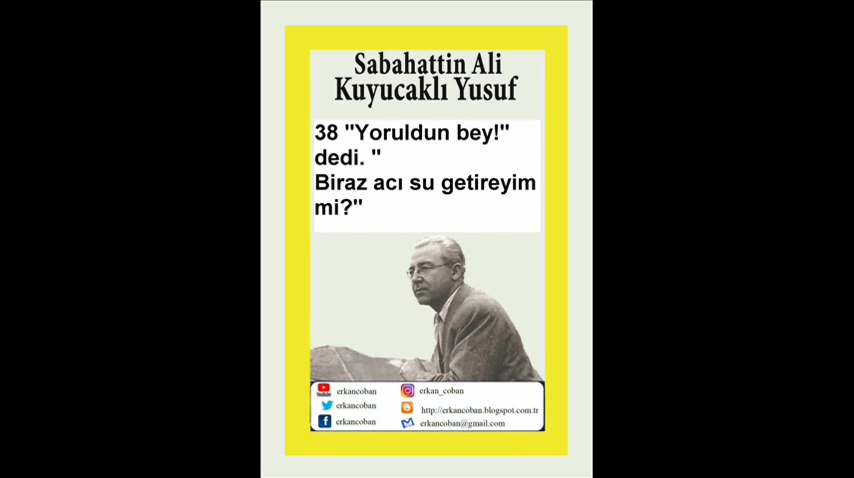 Sabahattin Ali
Kuyucaklı Yusuf
38 "Yoruldun bey!"
dedi. "
Biraz acı su getireyim
mi?"
YouTube erkancoban
erkan_coban
erkancoban
http://erkancoban.blogspot.com.tr
erkancoban
erkancoban@gmail.com